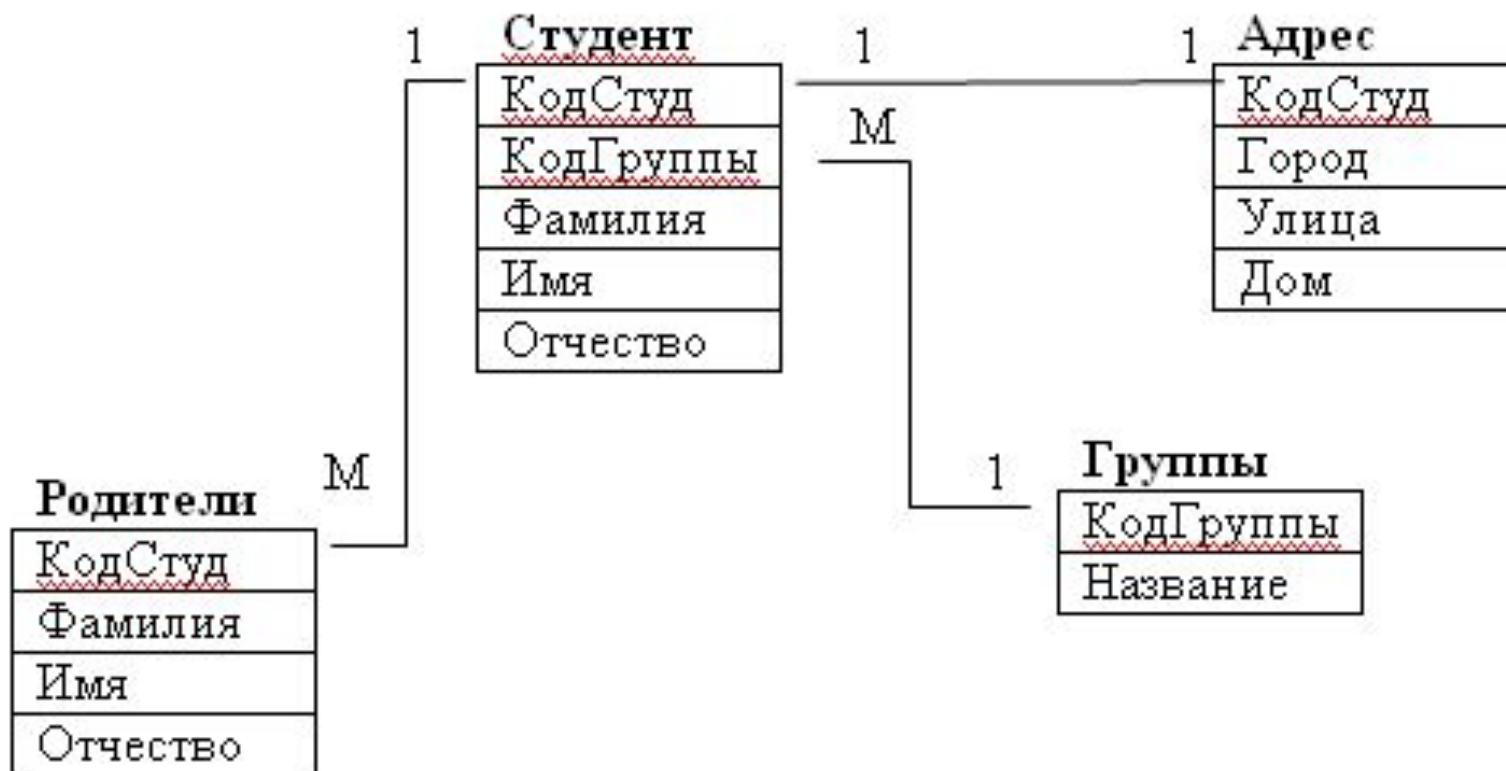 1
Студент
1
1
Адрес
КодСтуд
КодГруппы
Фамилия
Имя
Отчество
М
КодСтуд
Город
Улица
Дом
М
1
Группы
КодГруппы
Название
Родители
КодСтуд
Фамилия
Имя
Отчество